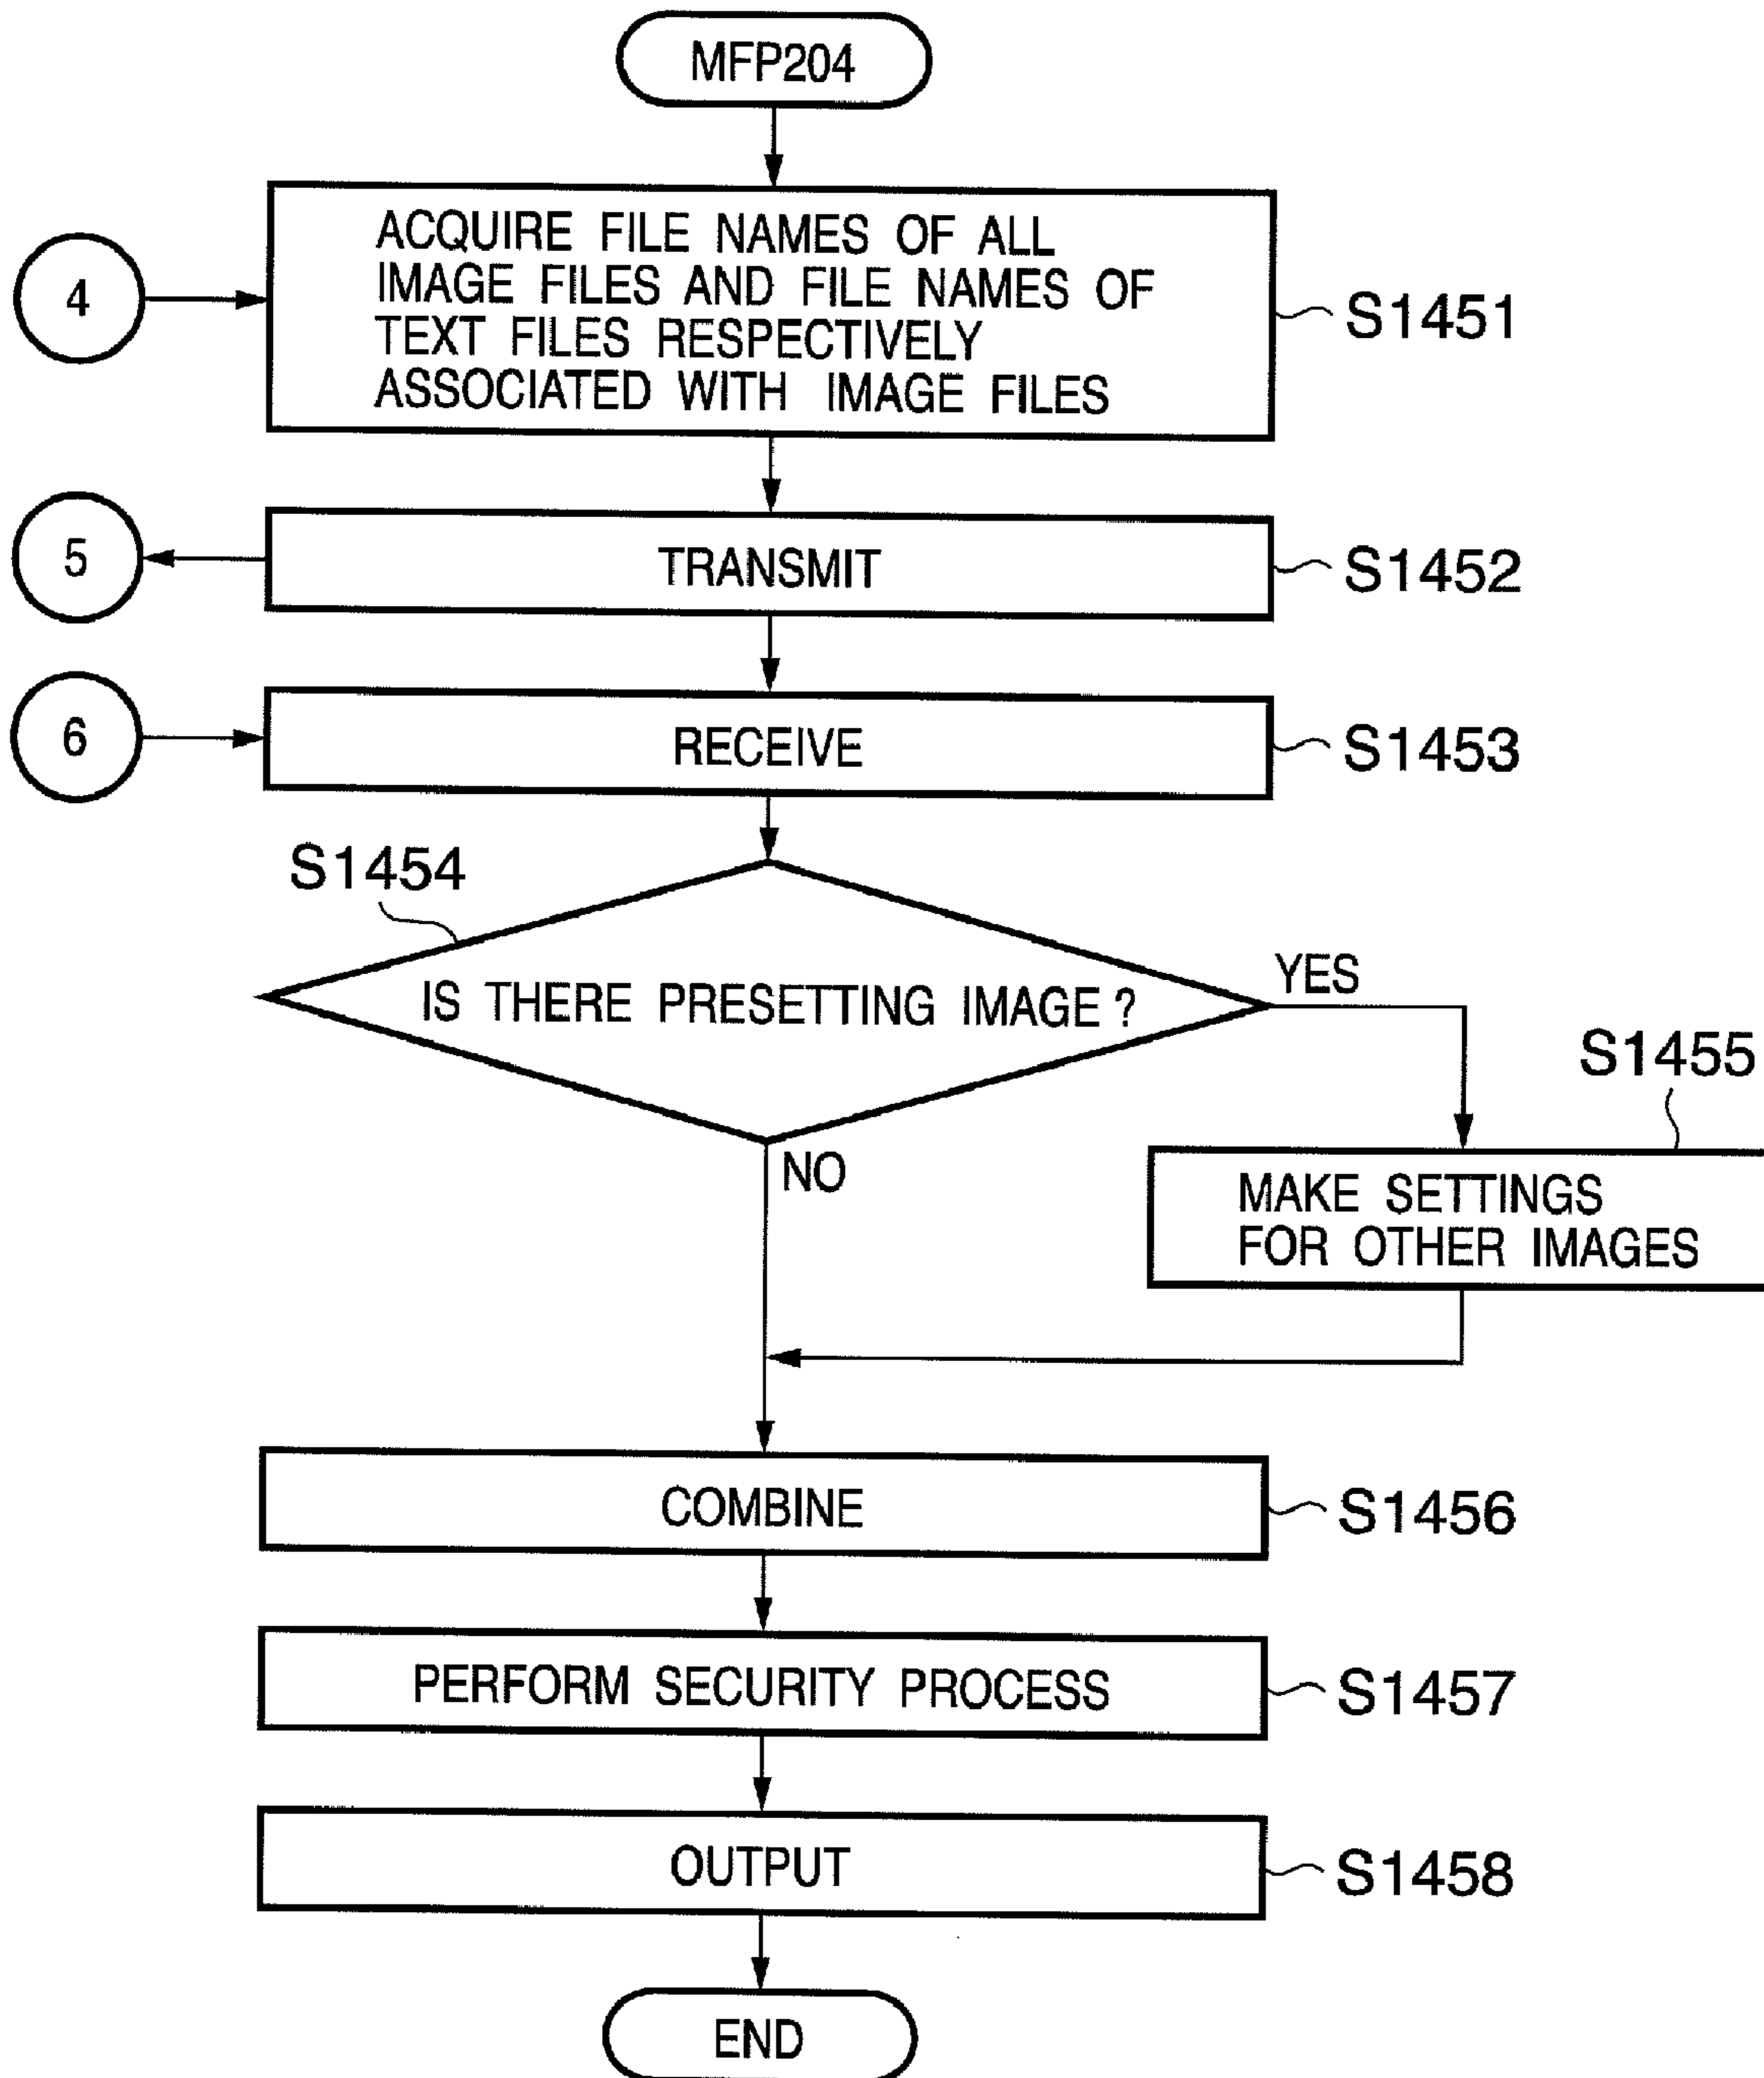 MFP204
ACQUIRE FILE NAMES OF ALL
IMAGE FILES AND FILE NAMES OF
TEXT FILES RESPECTIVELY
ASSOCIATED WITH IMAGE FILES
4
S1451
5
TRANSMIT
S1452
6
RECEIVE
S1453
S1454
IS THERE PRESETTING IMAGE ?
YES
S1455
NO
MAKE SETTINGS
FOR OTHER IMAGES
COMBINE
S1456
PERFORM SECURITY PROCESS
S1457
OUTPUT
S1458
END